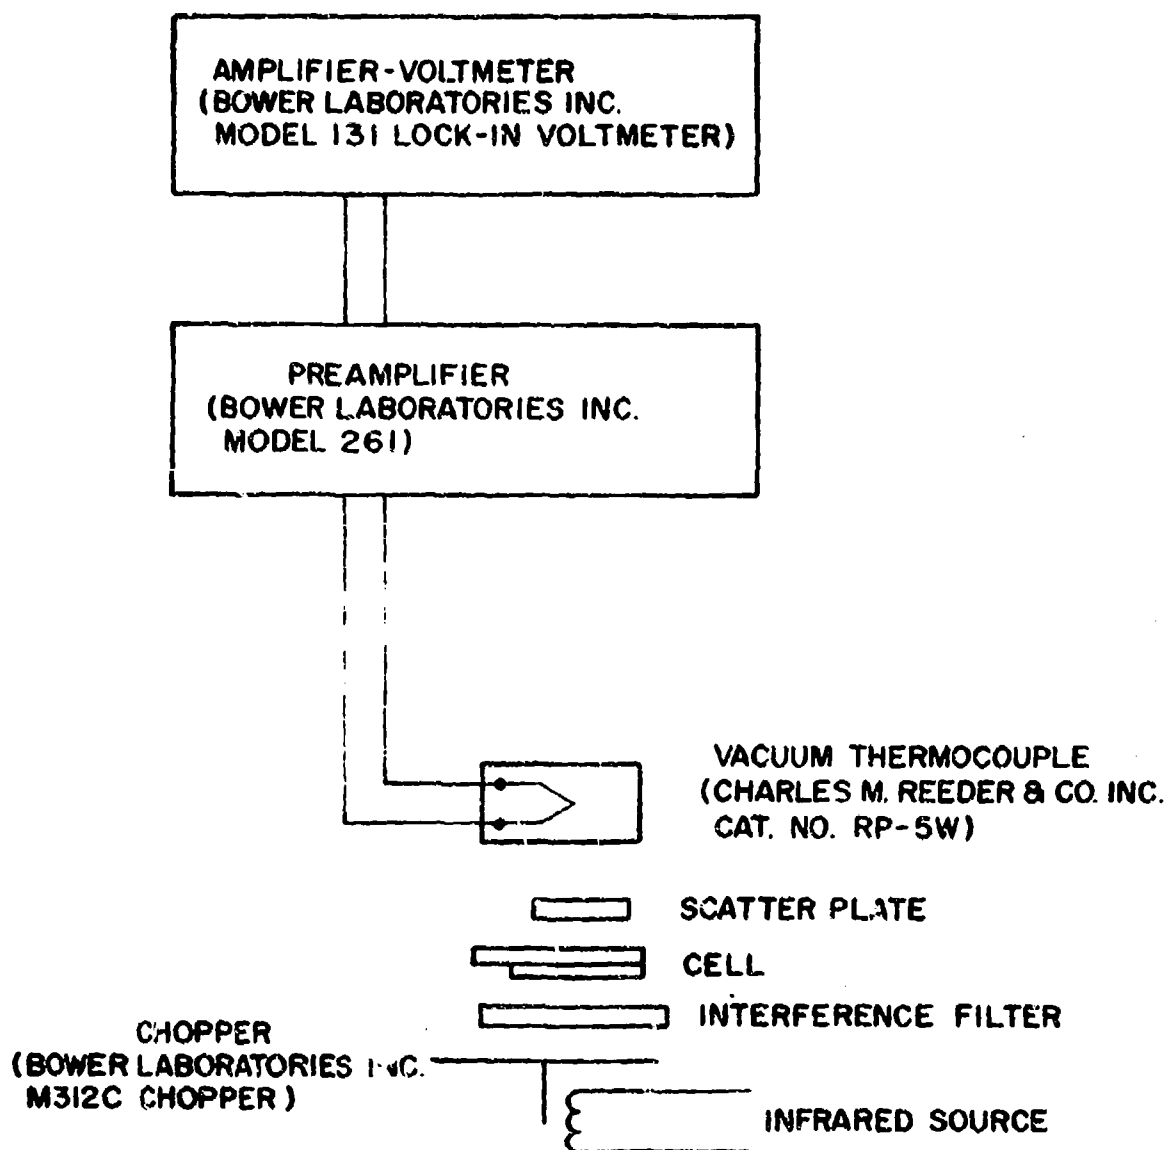 AMPLIFIER-VOLTMETER
(BOWER LABORATORIES INC.
MODEL 131 LOCK-IN VOLTMETER)
PREAMPLIFIER
(BOWER LABORATORIES INC.
MODEL 261)
VACUUM THERMOCOUPLE
(CHARLES M. REEDER & CO. INC.
CAT. NO. RP-5W)
SCATTER PLATE
CELL
INTERFERENCE FILTER
CHOPPER
(BOWER LABORATORIES INC.
M312C CHOPPER)
INFRARED SOURCE